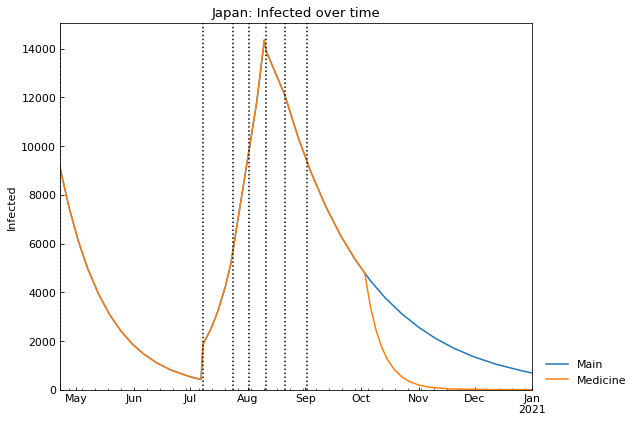 Japan: Infected over time
Infected
14000
12000
10000
8000
6000
4000
2000
0
May Jun Jul Aug Sep Oct Nov Dec Jan
2021
Main
Medicine